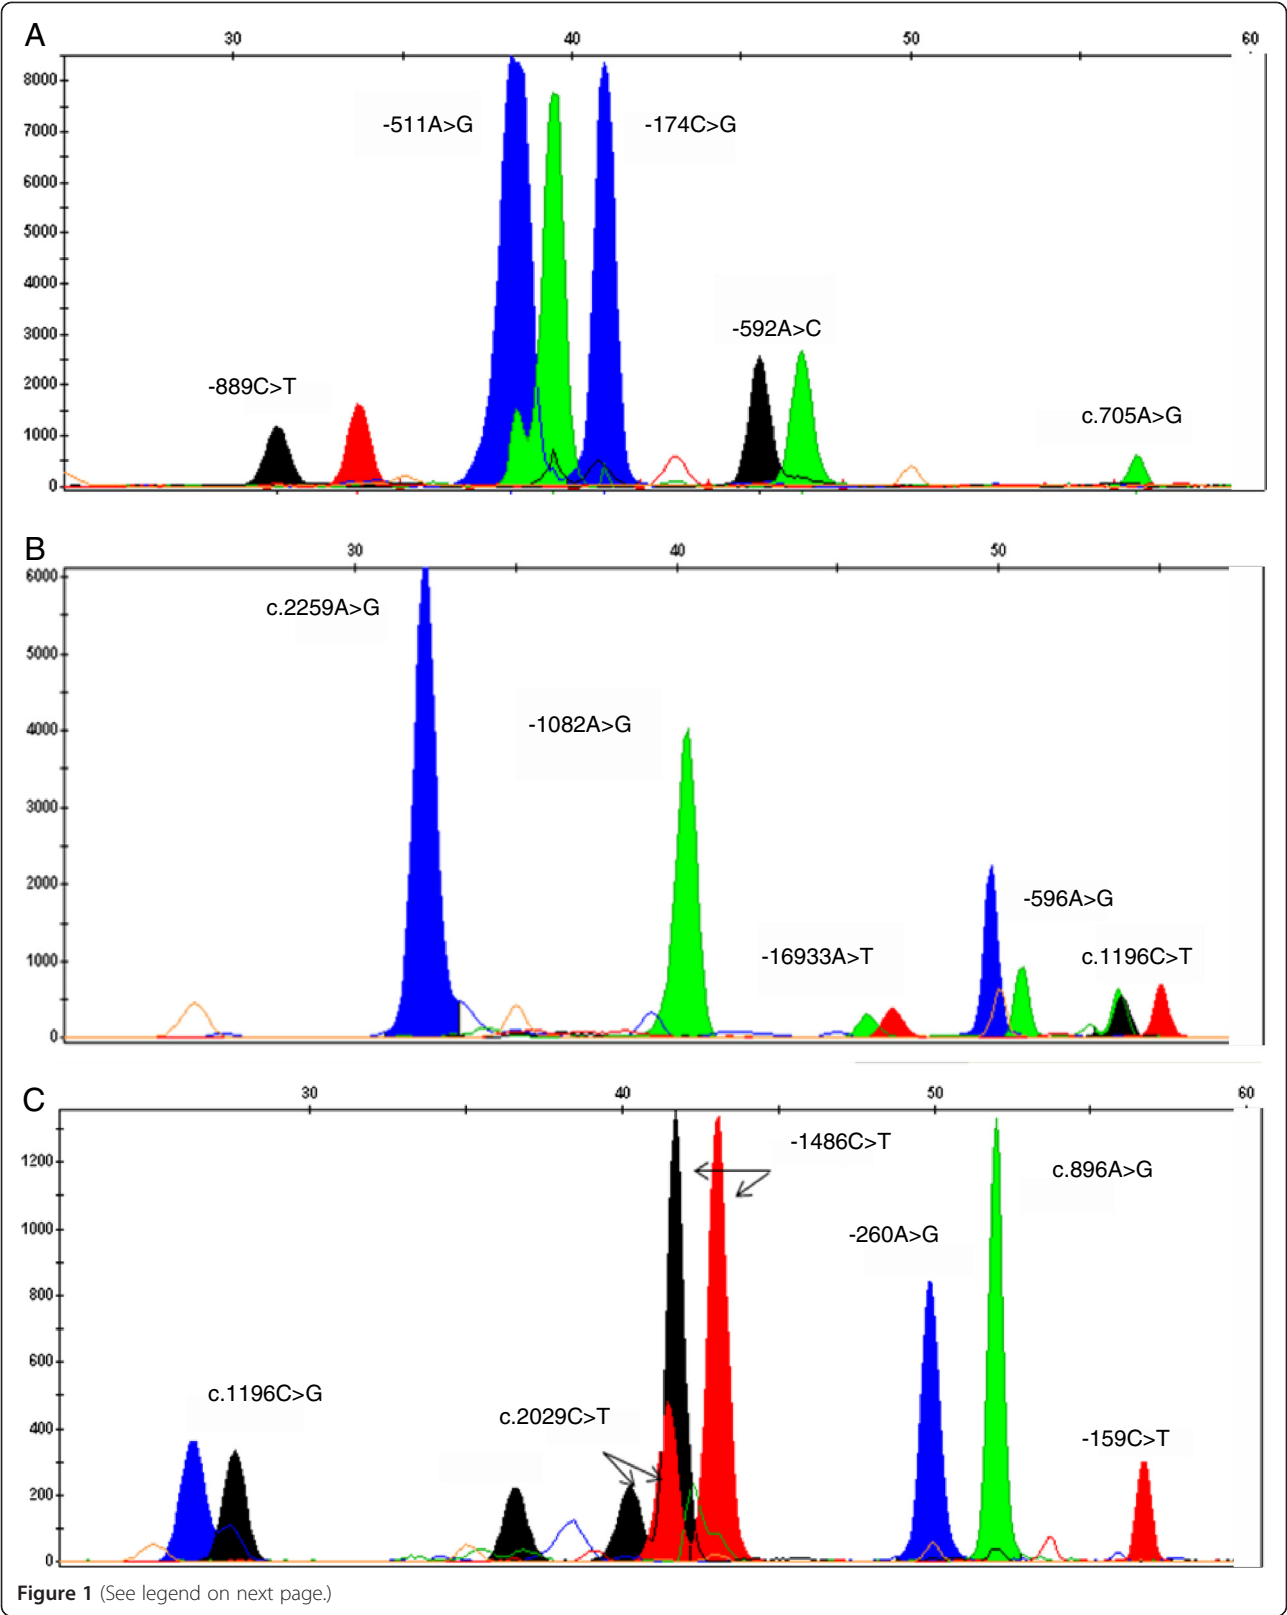 A
30 40 50 60
8000
7000
-511A>G -174C>G
6000
5000
4000
3000
-592A>C
2000
-889C>T
c.705A>G
1000
0
B
30 40 50
6000
c.2259A>G
5000
4000
-1082A>G
3000
2000
-596A>G
1000
-16933A>T c.1196C>T
0
C
30 40 50 60
1200
-1486C>T
c.896A>G
1000
-260A>G
800
600
c.1196C>G
400
c.2029C>T
-159C>T
200
0
Figure 1 (See legend on next page.)